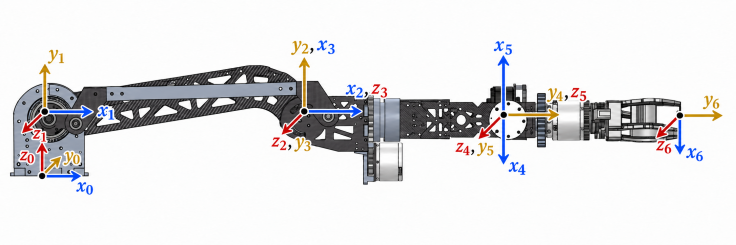 y₁
y₂, x₃
x₅
x₁
x₂, z₃
y₄, z₅
y₆
z₁
z₀
y₀
x₀
z₂, y₃
z₄, y₅
x₄
z₆
x₆